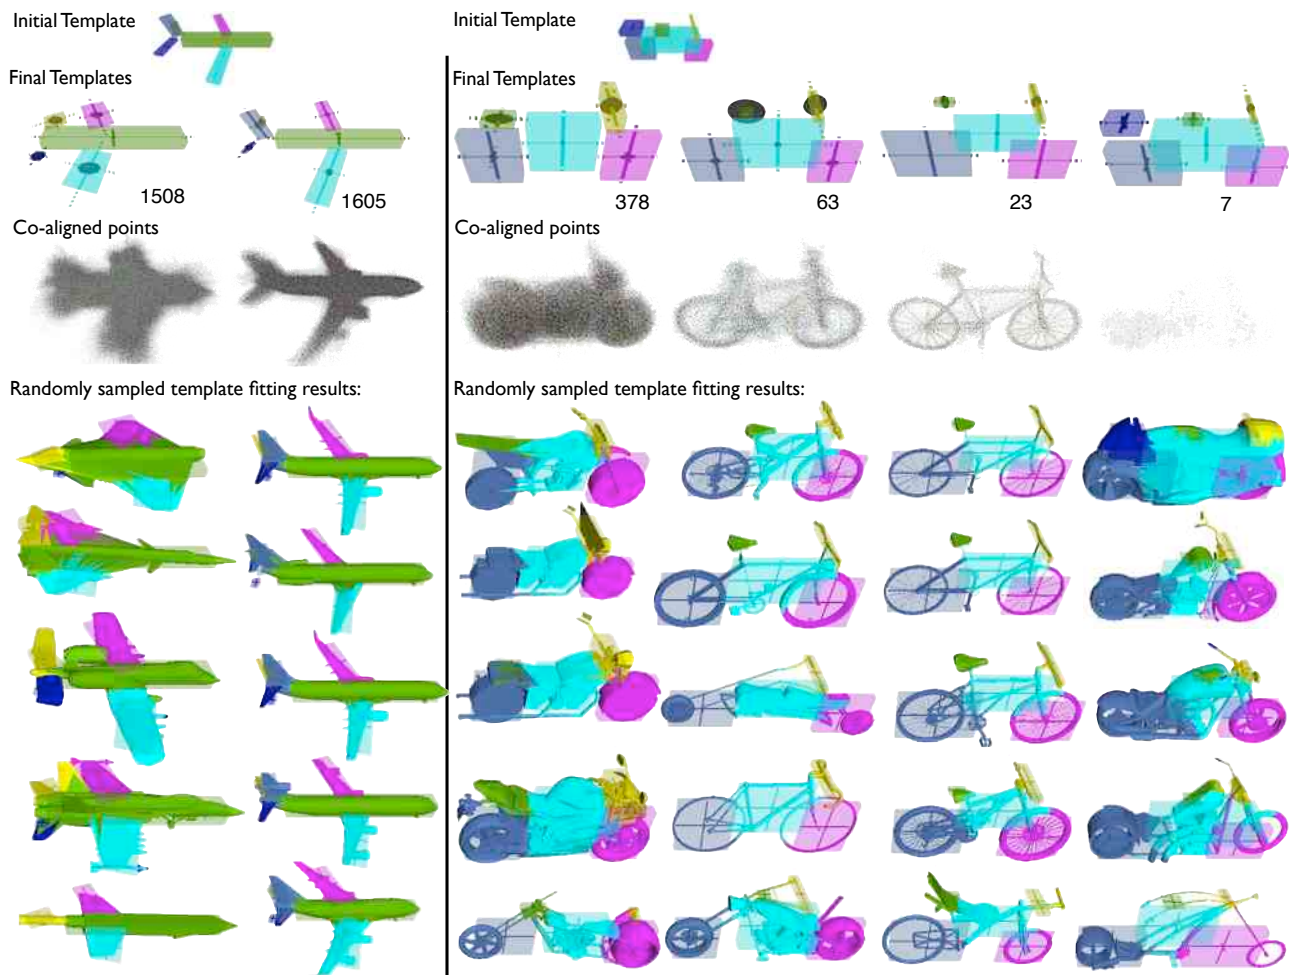 Initial Template
Final Templates
1508
1605
Co-aligned points
Randomly sampled template fitting results:
Initial Template
Final Templates
378
63
23
7
Co-aligned points
Randomly sampled template fitting results: